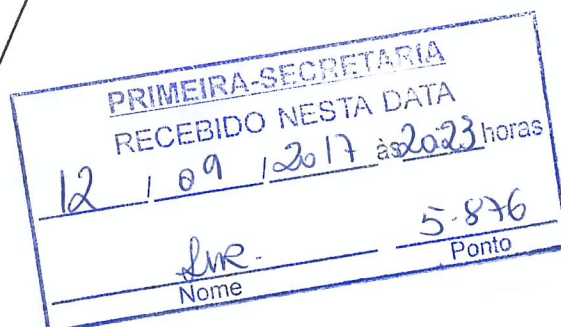 PRIMEIRA-SECRETARIA
RECEBIDO NESTA DATA
12 / 09 / 2017 às 20:23 horas
5.876
Nome Ponto